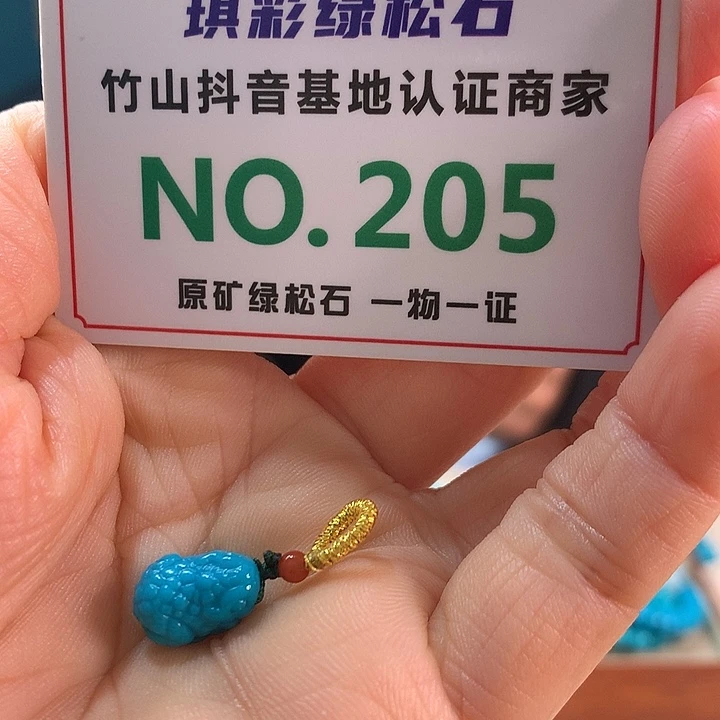 琪彩绿松石
竹山抖音基地认证商家
NO. 205
原矿绿松石 一物一证